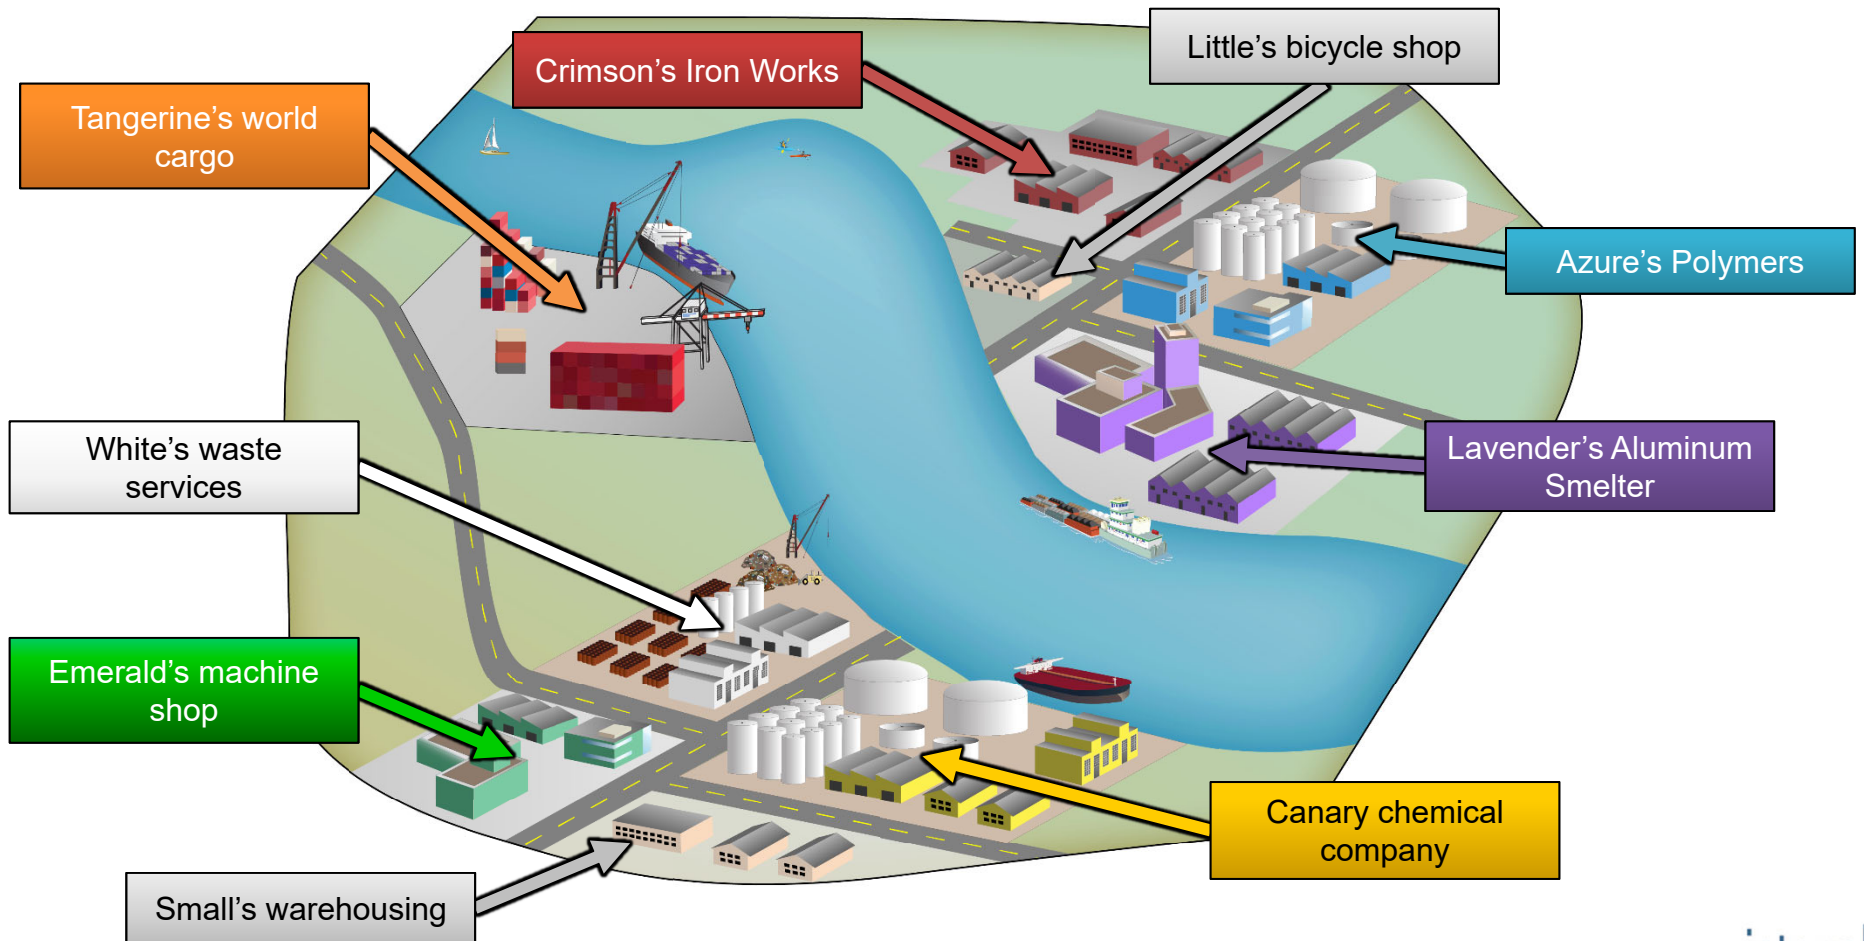 Little’s bicycle shop
Crimson’s Iron Works
Tangerine’s world
cargo
Azure’s Polymers
White’s waste
services
Lavender’s Aluminum
Smelter
Emerald’s machine
shop
Canary chemical
company
Small’s warehousing